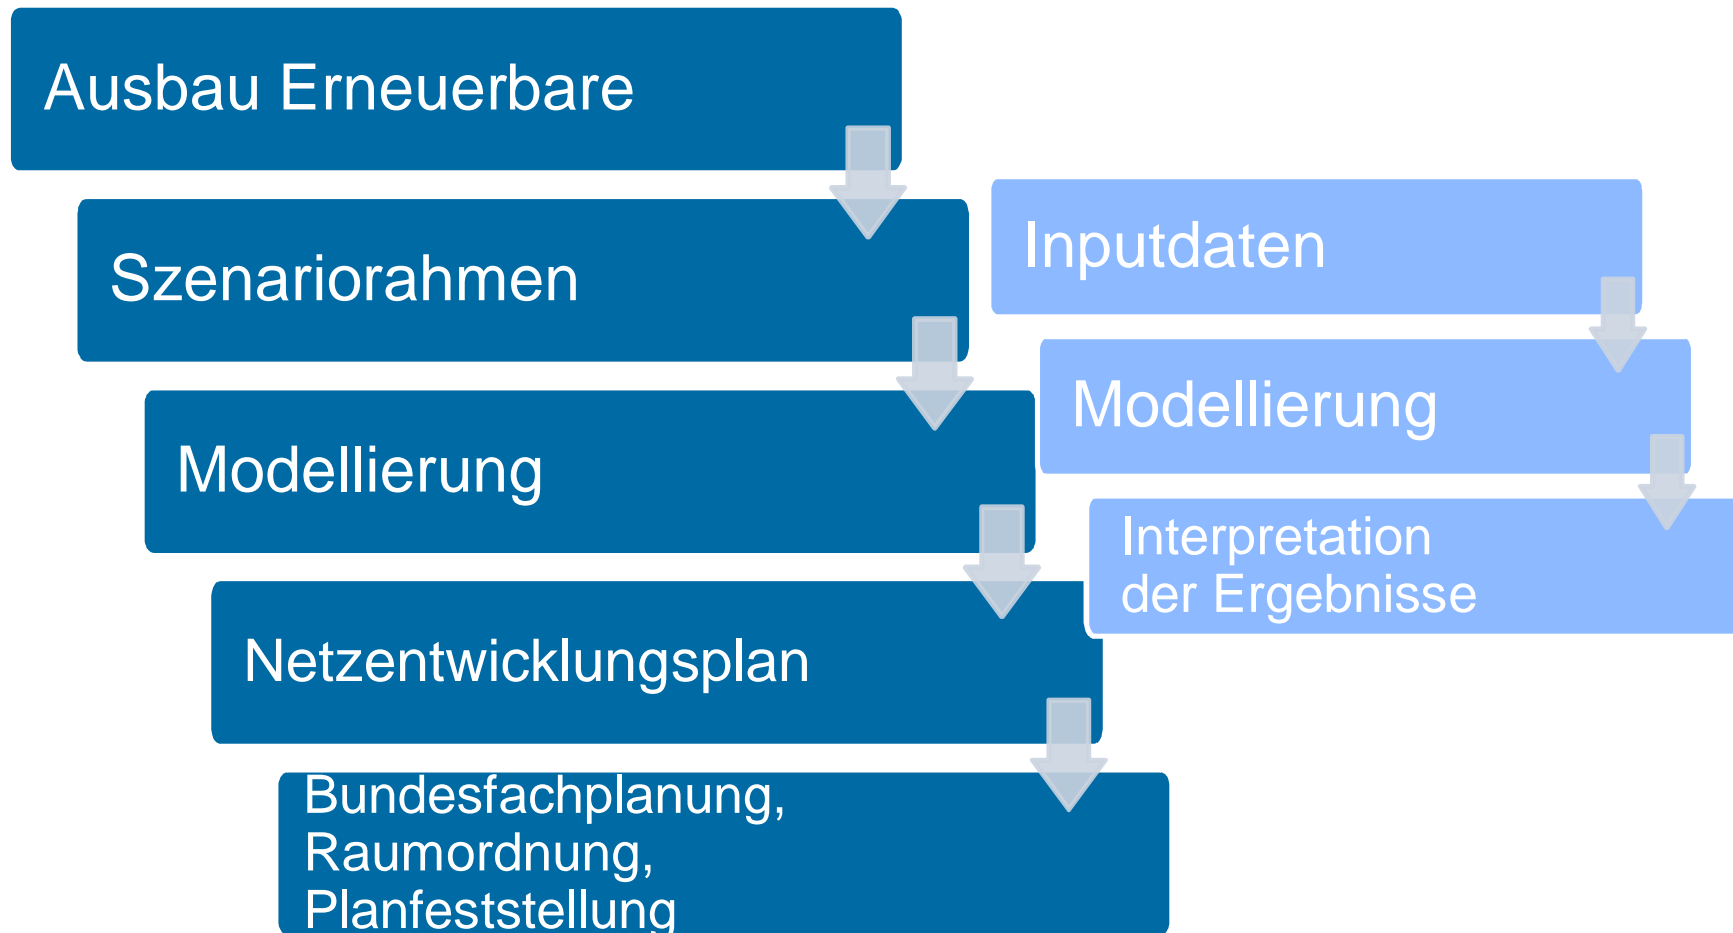 Ausbau Erneuerbare
Szenariorahmen
Modellierung
Netzentwicklungsplan
Bundesfachplanung,
Raumordnung,
Planfeststellung
Inputdaten
Modellierung
Interpretation
der Ergebnisse